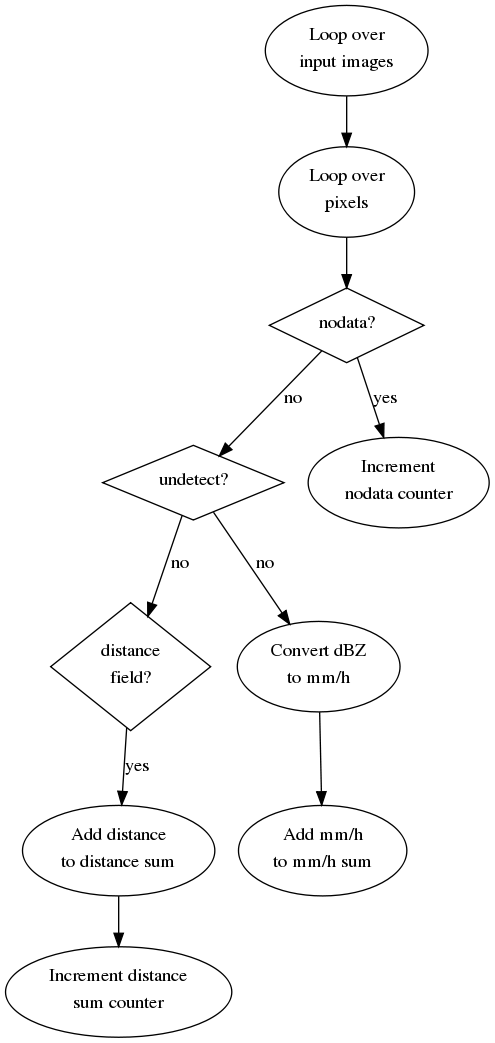 Loop over
input images
Loop over
pixels
nodata?
no
yes
Increment
nodata counter
undetect?
no
no
distance
field?
Convert dBZ
to mm/h
yes
Add distance
to distance sum
Add mm/h
to mm/h sum
Increment distance
sum counter